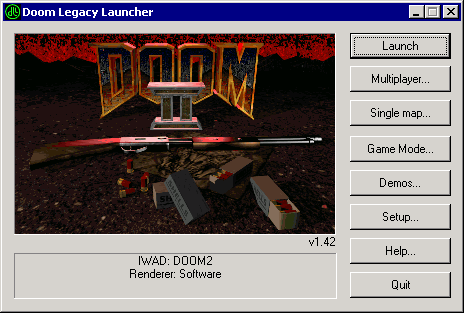 Doom Legacy Launcher
DOOM
II
Launch
Multiplayer...
Single map...
Game Mode...
Demos...
Setup...
Help...
Quit
v1.42
IWAD: DOOM2
Renderer: Software